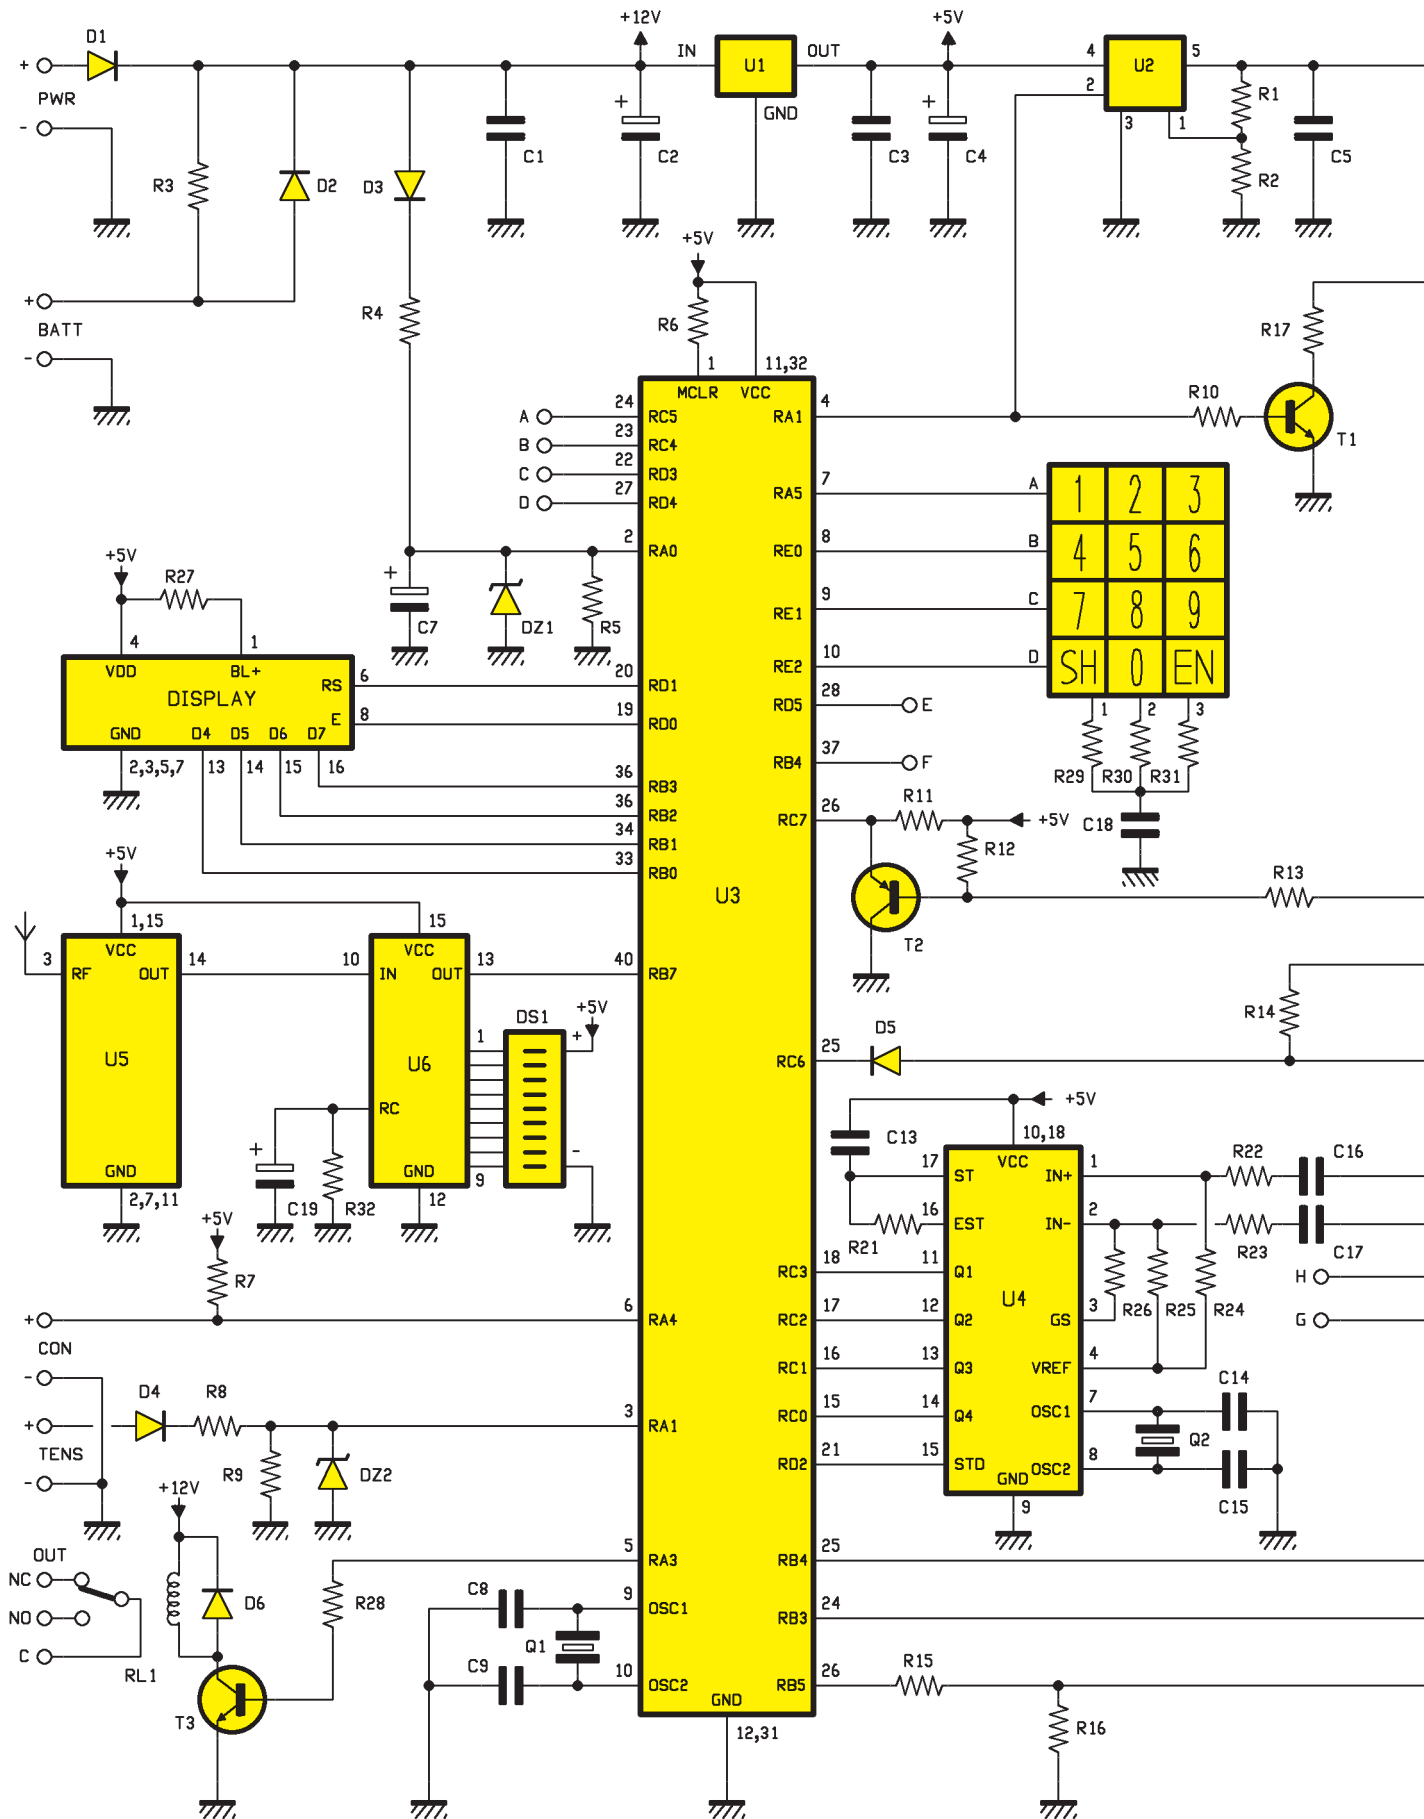 D1
+12V
+5V
IN
U1
OUT
4
U2
5
+
PWR
-
GND
2
R1
3
1
+
C1
C2
C3
+
C4
R2
C5
R3
D2
D3
+5V
+
BATT
-
R4
R6
R17
1
11,32
MCLR
VCC
A
24
RC5
RA1
4
R10
T1
B
23
RC4
C
22
RD3
D
27
RD4
RA5
7
A
1
2
3
2
RA0
RE0
8
B
4
5
6
+5V
R27
+
C7
DZ1
R5
RE1
9
C
7
8
9
4
1
VDD
BL+
DISPLAY
RS
6
20
RD1
RE2
10
D
SH
0
EN
E
8
19
RD0
RD5
28
E
1
2
3
GND
D4
D5
D6
D7
2,3,5,7
13
14
15
16
RB4
37
F
R29
R30
R31
36
RB3
36
RB2
RC7
26
R11
+5V
C18
34
RB1
33
RB0
R12
+5V
U3
R13
T2
1,15
15
3
RF
VCC
OUT
14
10
IN
VCC
OUT
13
40
RB7
DS1
+5V
+
1
R14
U5
U6
RC6
25
D5
RC
+5V
C13
10,18
+
GND
2,7,11
C19
R32
GND
12
9
-
17
ST
VCC
IN+
1
R22
C16
16
EST
IN-
2
R23
C17
R21
+5V
R7
RC3
18
11
Q1
U4
H
+
CON
-
6
RA4
RC2
17
12
Q2
GS
3
R26
R25
R24
G
RC1
16
13
Q3
VREF
4
D4
R8
+
TENS
-
3
RA1
RC0
15
14
Q4
OSC1
7
C14
Q2
R9
DZ2
RD2
21
15
STD
GND
OSC2
8
C15
9
+12V
OUT
NC
NO
C
RL1
D6
R28
5
RA3
RB4
25
C8
9
OSC1
RB3
24
Q1
C9
10
OSC2
RB5
26
R15
T3
GND
12,31
R16